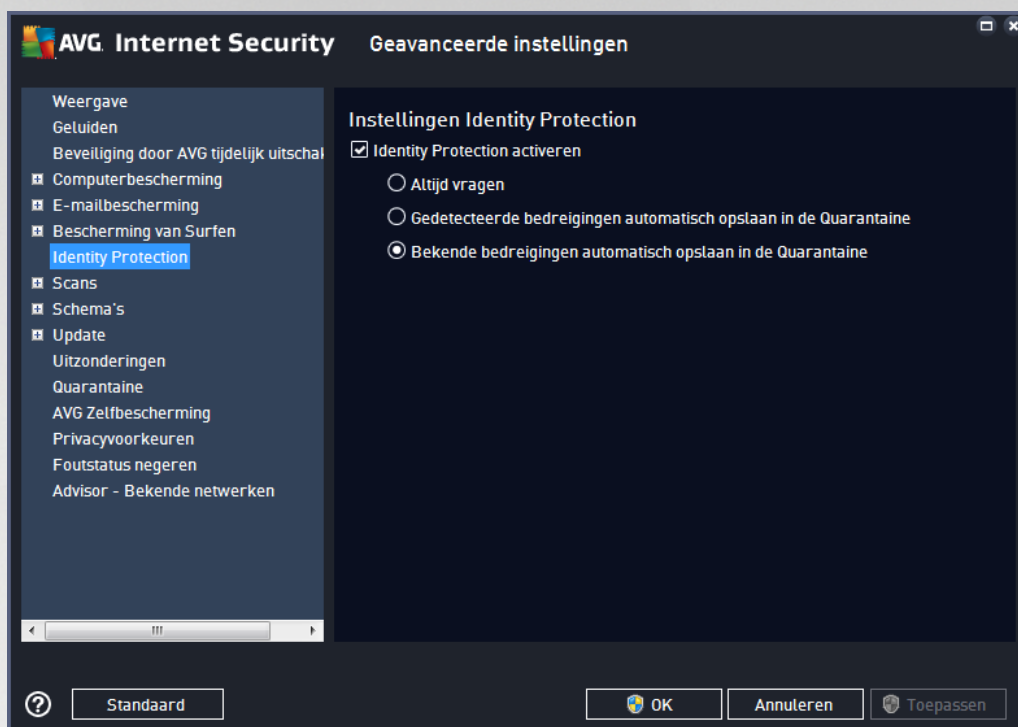 AVG. Internet Security Geavanceerde instellingen
Weergave
Geluiden
Beveiliging door AVG tijdelijk uitschak
Computerbescherming
E-mailbescherming
Bescherming van Surfen
Identity Protection
Scans
Schema's
Update
Uitzonderingen
Quarantaine
AVG Zelfbescherming
Privacyvoorkeuren
Foutstatus negeren
Advisor - Bekende netwerken
Instellingen Identity Protection
Identity Protection activeren
Altijd vragen
Gedetecteerde bedreigingen automatisch opslaan in de Quarantaine
Bekende bedreigingen automatisch opslaan in de Quarantaine
? Standaard OK Annuleren Toepassen